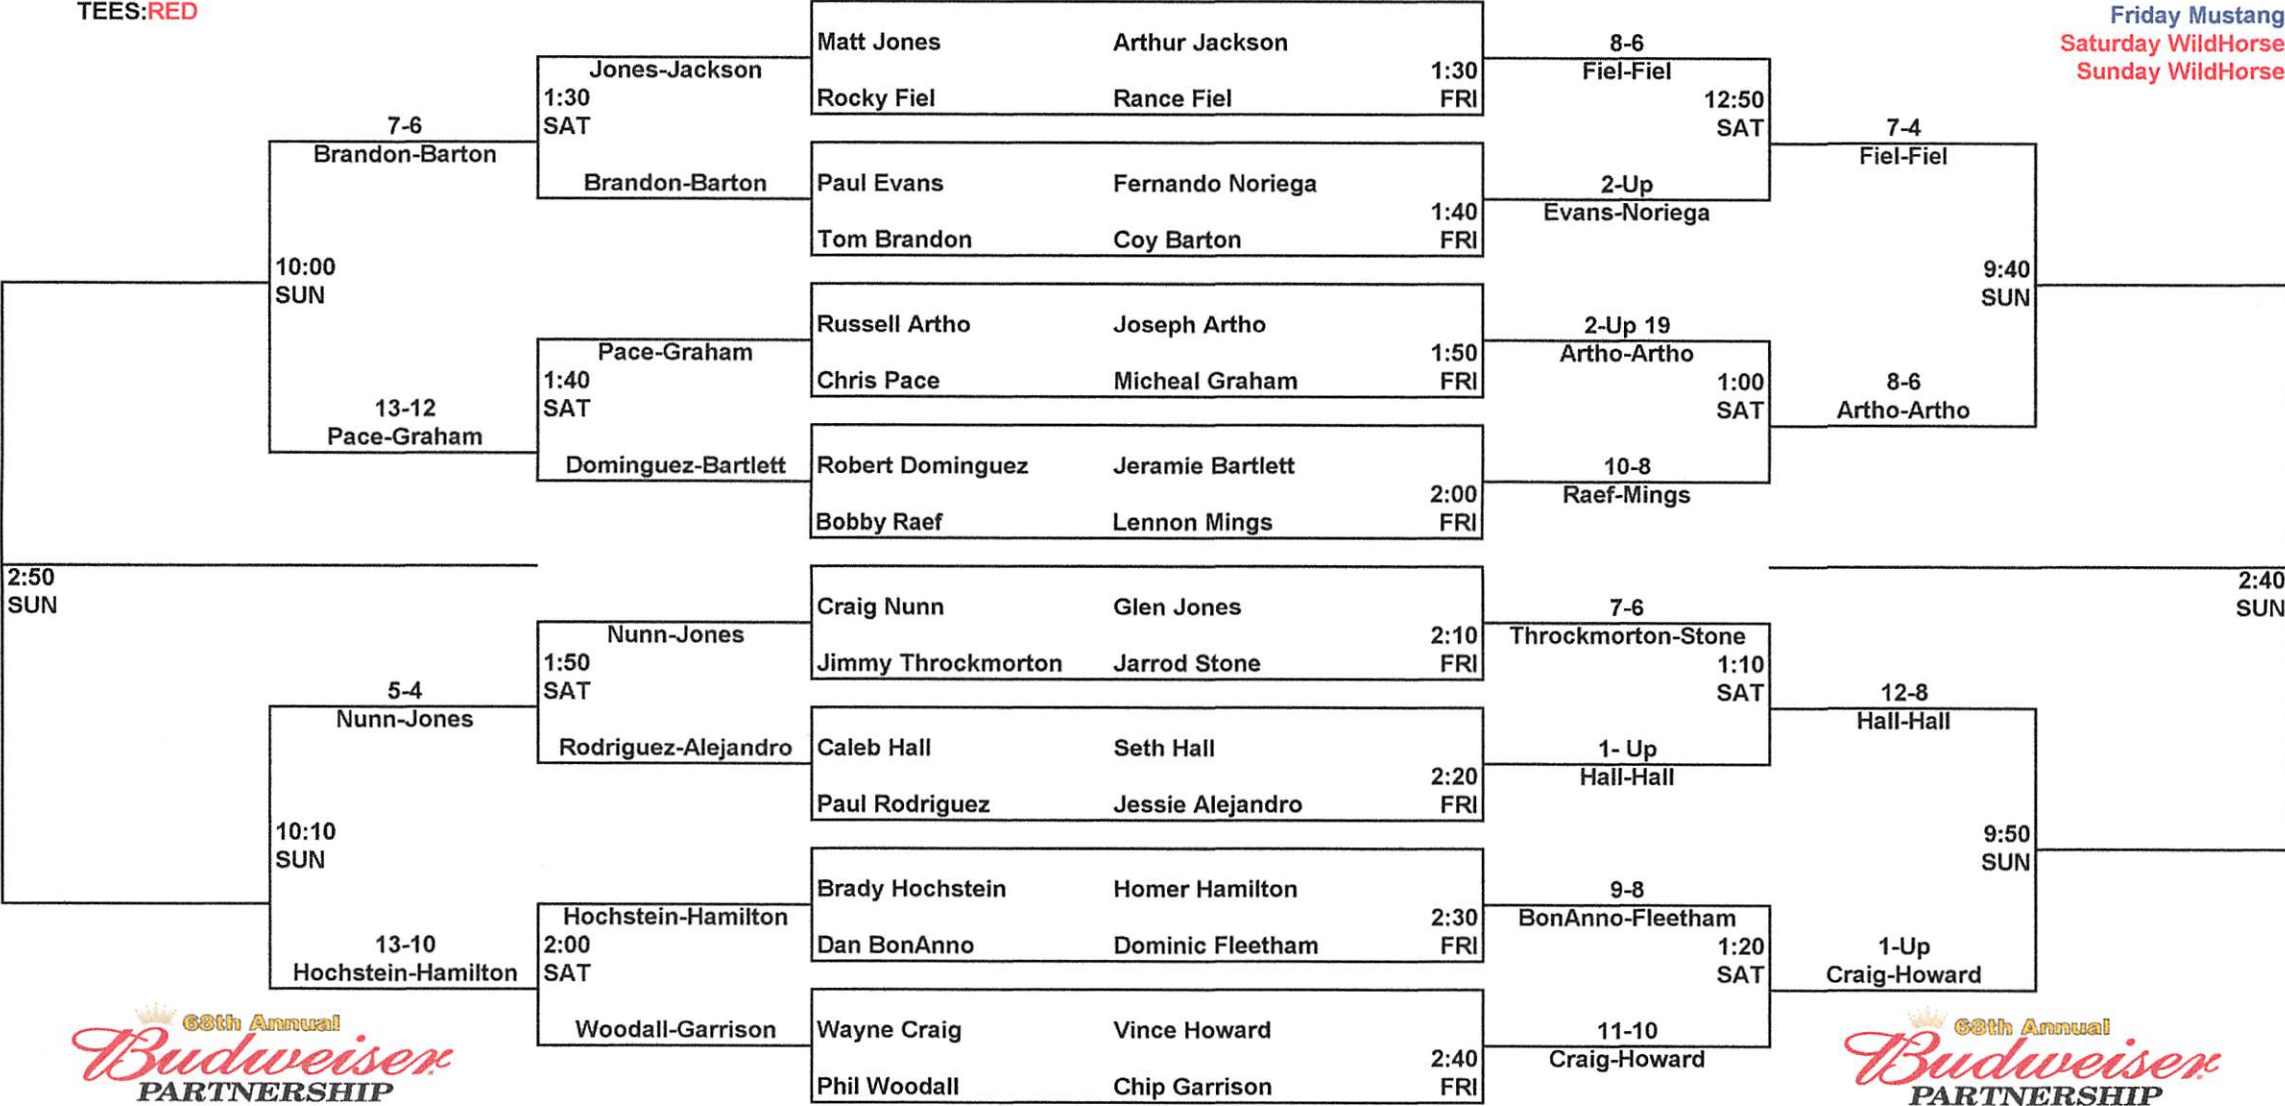 TEES:RED
Friday Mustang
Saturday WildHorse
Sunday WildHorse
Jones-Jackson
1:30
SAT
7-6
Brandon-Barton
Brandon-Barton
10:00
SUN
Pace-Graham
1:40
SAT
13-12
Pace-Graham
Dominguez-Bartlett
2:50
SUN
Nunn-Jones
1:50
SAT
5-4
Nunn-Jones
Rodriguez-Alejandro
10:10
SUN
Hochstein-Hamilton
2:00
SAT
13-10
Hochstein-Hamilton
Woodall-Garrison
Matt Jones Arthur Jackson
1:30
Rocky Fiel Rance Fiel FRI
Paul Evans Fernando Noriega
1:40
Tom Brandon Coy Barton FRI
Russell Artho Joseph Artho
1:50
Chris Pace Micheal Graham FRI
Robert Dominguez Jeramie Bartlett
2:00
Bobby Raef Lennon Mings FRI
Craig Nunn Glen Jones
2:10
Jimmy Throckmorton Jarrod Stone FRI
Caleb Hall Seth Hall
2:20
Paul Rodriguez Jessie Alejandro FRI
Brady Hochstein Homer Hamilton
2:30
Dan BonAnno Dominic Fleetham FRI
Wayne Craig Vince Howard
2:40
Phil Woodall Chip Garrison FRI
8-6
Fiel-Fiel
12:50
SAT
7-4
Fiel-Fiel
2-Up
Evans-Noriega
9:40
SUN
2-Up 19
Artho-Artho
1:00
SAT
8-6
Artho-Artho
10-8
Raef-Mings
2:40
SUN
7-6
Throckmorton-Stone
1:10
SAT
12-8
Hall-Hall
1- Up
Hall-Hall
9:50
SUN
9-8
BonAnno-Fleetham
1:20
SAT
1-Up
Craig-Howard
11-10
Craig-Howard
68th Annual
Budweiser
PARTNERSHIP
68th Annual
Budweiser
PARTNERSHIP